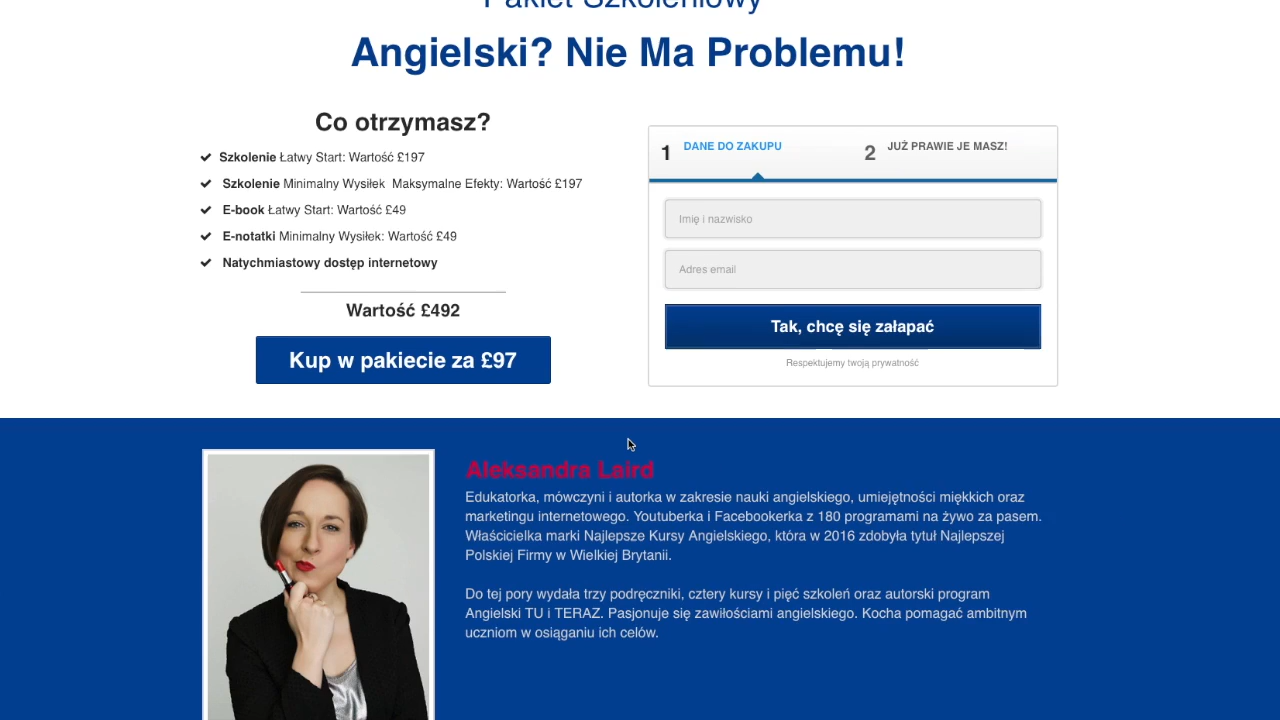 Pakiet Szkoleniowy
Angielski? Nie Ma Problemu!
Co otrzymasz?
Szkolenie Łatwy Start: Wartość £197
Szkolenie Minimalny Wysiłek Maksymalne Efekty: Wartość £197
E-book Łatwy Start: Wartość £49
E-notatki Minimalny Wysiłek: Wartość £49
Natychmiastowy dostęp internetowy
Wartość £492
Kup w pakiecie za £97
1 DANE DO ZAKUPU
2 JUŻ PRAWIE JE MASZ!
Imię i nazwisko
Adres email
Tak, chcę się załapać
Respektujemy twoją prywatność
Aleksandra Laird
Edukatorka, mówczyni i autorka w zakresie nauki angielskiego, umiejętności miękkich oraz
marketingu internetowego. Youtuberka i Facebookerka z 180 programami na żywo za pasem.
Właścicielka marki Najlepsze Kursy Angielskiego, która w 2016 zdobyła tytuł Najlepszej
Polskiej Firmy w Wielkiej Brytanii.
Do tej pory wydała trzy podręczniki, cztery kursy i pięć szkoleń oraz autorski program
Angielski TU i TERAZ. Pasjonuje się zawiłościami angielskiego. Kocha pomagać ambitnym
uczniom w osiąganiu ich celów.